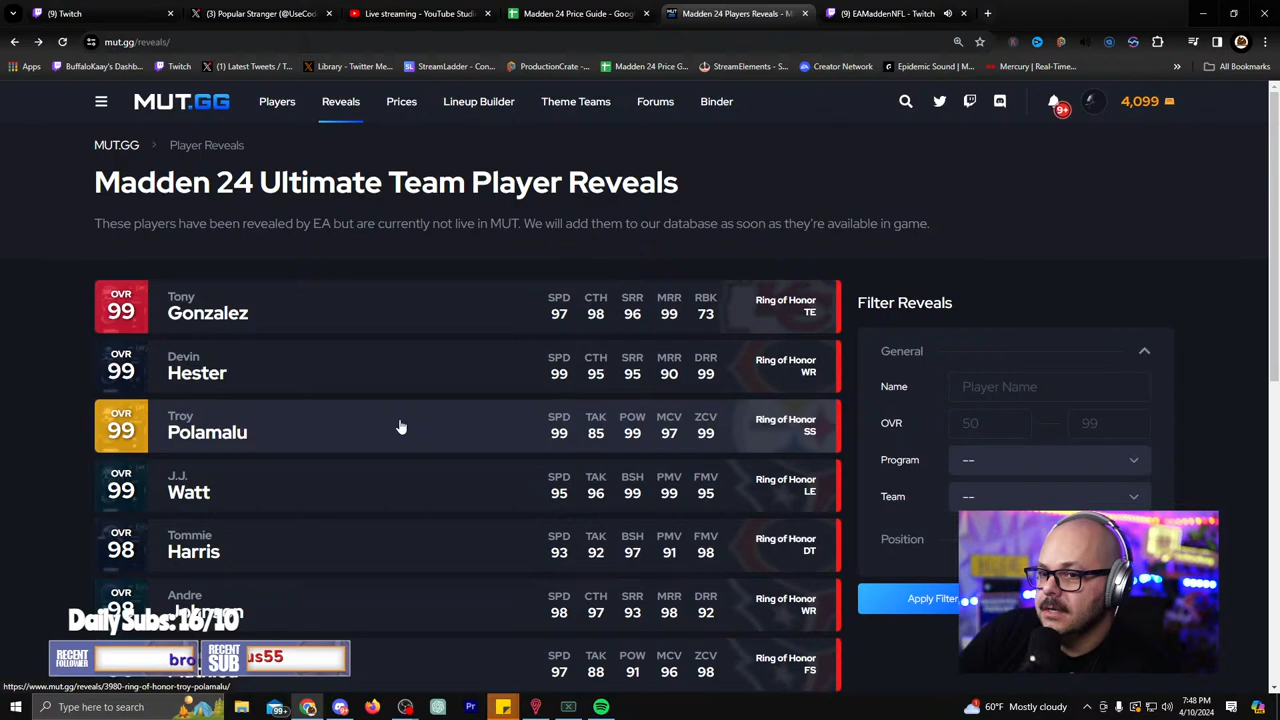 (9) Twitch
(3) Popular Stranger (@UseCod
Live streaming - YouTube Studi
Madden 24 Price Guide - Goog
Madden 24 Players Reveals - M
(9) EAMaddenNFL - Twitch
mut.gg/reveals/
Apps
BuffaloKaay's Dashb...
Twitch
Latest Tweets / T...
Library - Twitter Me...
StreamLadder - Con...
ProductionCrate - W...
Madden 24 Price G...
StreamElements - S...
Creator Network
Epidemic Sound | M...
Mercury | Real-Time...
All Bookmarks
MUT.GG
Players
Reveals
Prices
Lineup Builder
Theme Teams
Forums
Binder
9+
4,099
MUT.GG > Player Reveals
Madden 24 Ultimate Team Player Reveals
These players have been revealed by EA but are currently not live in MUT. We will add them to our database as soon as they're available in game.
OVR 99 Tony Gonzalez
SPD CTH SRR MRR RBK
97 98 96 99 73
Ring of Honor
TE
OVR 99 Devin Hester
SPD CTH SRR MRR DRR
99 95 95 90 99
Ring of Honor
WR
OVR 99 Troy Polamalu
SPD TAK POW MCV ZCV
99 85 99 97 99
Ring of Honor
SS
OVR 99 J.J. Watt
SPD TAK BSH PMV FMV
95 96 99 99 95
Ring of Honor
LE
OVR 98 Tommie Harris
SPD TAK BSH PMV FMV
93 92 97 91 98
Ring of Honor
DT
OVR 98 Andre Johnson
SPD CTH SRR MRR DRR
98 97 93 98 92
Ring of Honor
WR
SPD TAK POW MCV ZCV
97 88 91 96 98
Ring of Honor
FS
Filter Reveals
General
Name
Player Name
OVR
50
99
Program
--
Team
--
Position
Apply Filter
Daily Subs: 16/10
RECENT FOLLOWER
bro
RECENT SUB
us55
https://www.mut.gg/reveals/3980-ring-of-honor-troy-polamalu/
Type here to search
99+
60°F Mostly cloudy
7:48 PM
4/10/2024